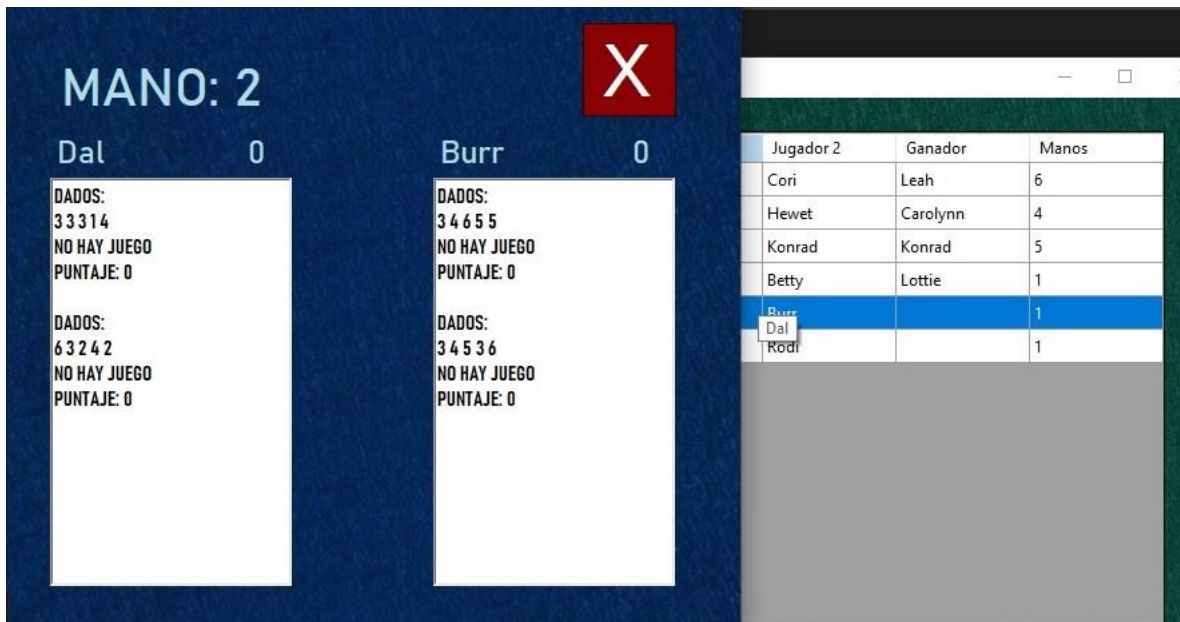 MANO: 2
X
Dal 0
DADOS:
3 3 3 1 4
NO HAY JUEGO
PUNTAJE: 0
DADOS:
6 3 2 4 2
NO HAY JUEGO
PUNTAJE: 0
Burr 0
DADOS:
3 4 6 5 5
NO HAY JUEGO
PUNTAJE: 0
DADOS:
3 4 5 3 6
NO HAY JUEGO
PUNTAJE: 0
Jugador 2 Ganador Manos
Cori Leah 6
Hewet Carolynn 4
Konrad Konrad 5
Betty Lottie 1
Burr 1
Dal
Rodi 1